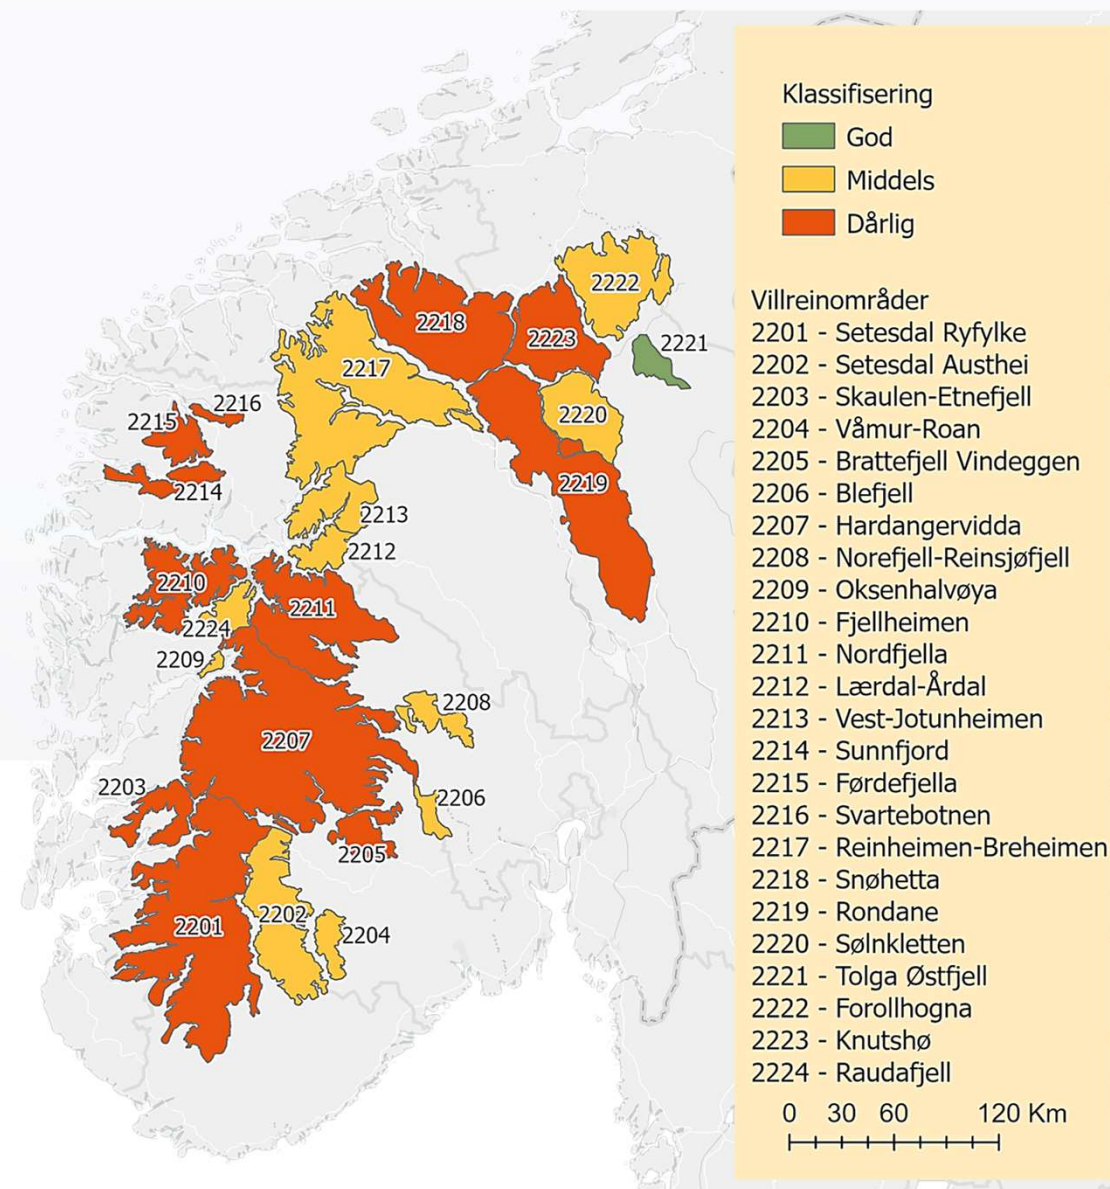 Klassifisering
God
Middels
Dårlig
Villreinområder
2201 - Setesdal Ryfylke
2202 - Setesdal Austhei
2203 - Skaulen-Etnefjell
2204 - Våmur-Roan
2205 - Brattefjell Vindeggen
2206 - Blefjell
2207 - Hardangervidda
2208 - Norefjell-Reinsjøfjell
2209 - Oksenhalvøya
2210 - Fjellheimen
2211 - Nordfjella
2212 - Lærdal-Årdal
2213 - Vest-Jotunheimen
2214 - Sunnfjord
2215 - Førdefjella
2216 - Svartebotnen
2217 - Reinheimen-Breheimen
2218 - Snøhetta
2219 - Rondane
2220 - Sølnkletten
2221 - Tolga Østfjell
2222 - Forollhogna
2223 - Knutshø
2224 - Raudafjell
0 30 60 120 Km
2222
2218
2223
2221
2217
2216
2215
2220
2219
2214
2213
2212
2210
2211
2224
2209
2208
2207
2203
2206
2205
2202
2201
2204